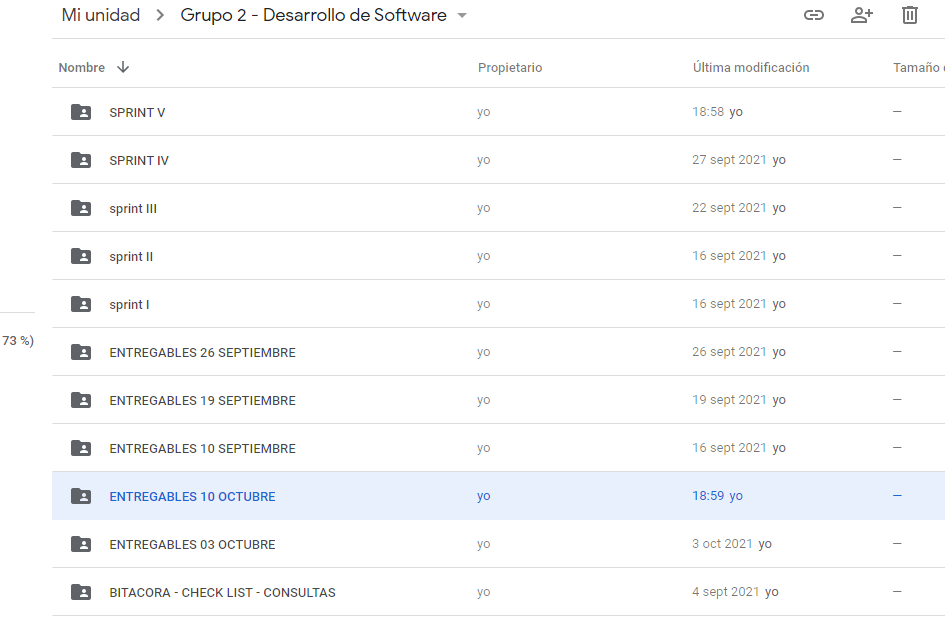 Mi unidad > Grupo 2 - Desarrollo de Software
Nombre Propietario Última modificación Tamaño
SPRINT V yo 18:58 yo —
SPRINT IV yo 27 sept 2021 yo —
sprint III yo 22 sept 2021 yo —
sprint II yo 16 sept 2021 yo —
sprint I yo 16 sept 2021 yo —
73 %)
ENTREGABLES 26 SEPTIEMBRE yo 26 sept 2021 yo —
ENTREGABLES 19 SEPTIEMBRE yo 19 sept 2021 yo —
ENTREGABLES 10 SEPTIEMBRE yo 16 sept 2021 yo —
ENTREGABLES 10 OCTUBRE yo 18:59 yo —
ENTREGABLES 03 OCTUBRE yo 3 oct 2021 yo —
BITACORA - CHECK LIST - CONSULTAS yo 4 sept 2021 yo —